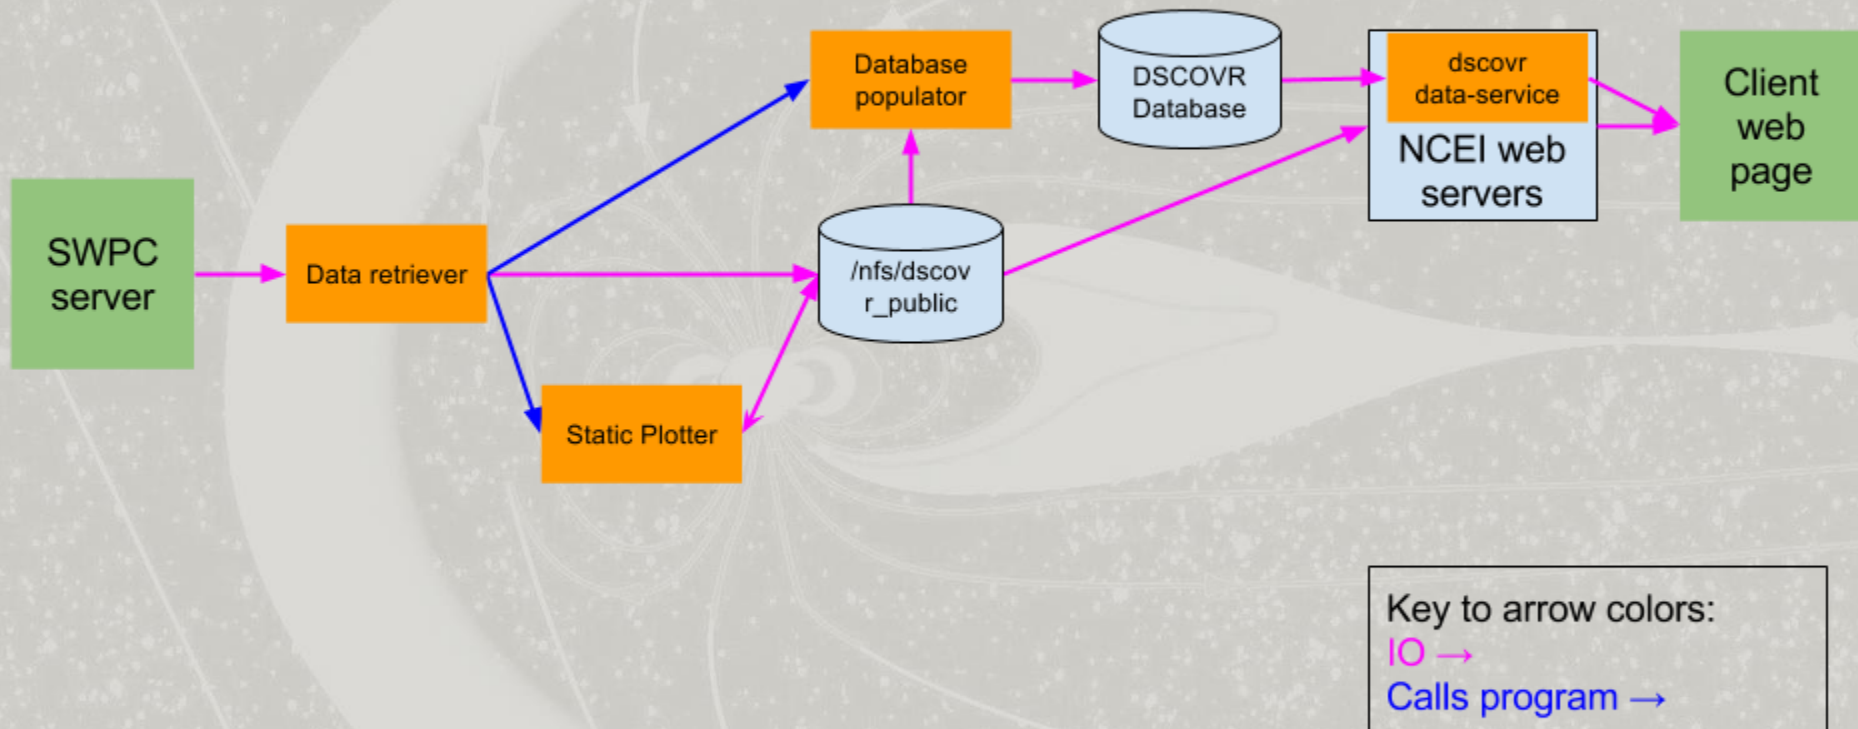 SWPC
server
Data retriever
Database
populator
/nfs/dscov
r_public
Static Plotter
DSCOVR
Database
dscovr
data-service
NCEI web
servers
Client
web
page
Key to arrow colors:
IO →
Calls program →